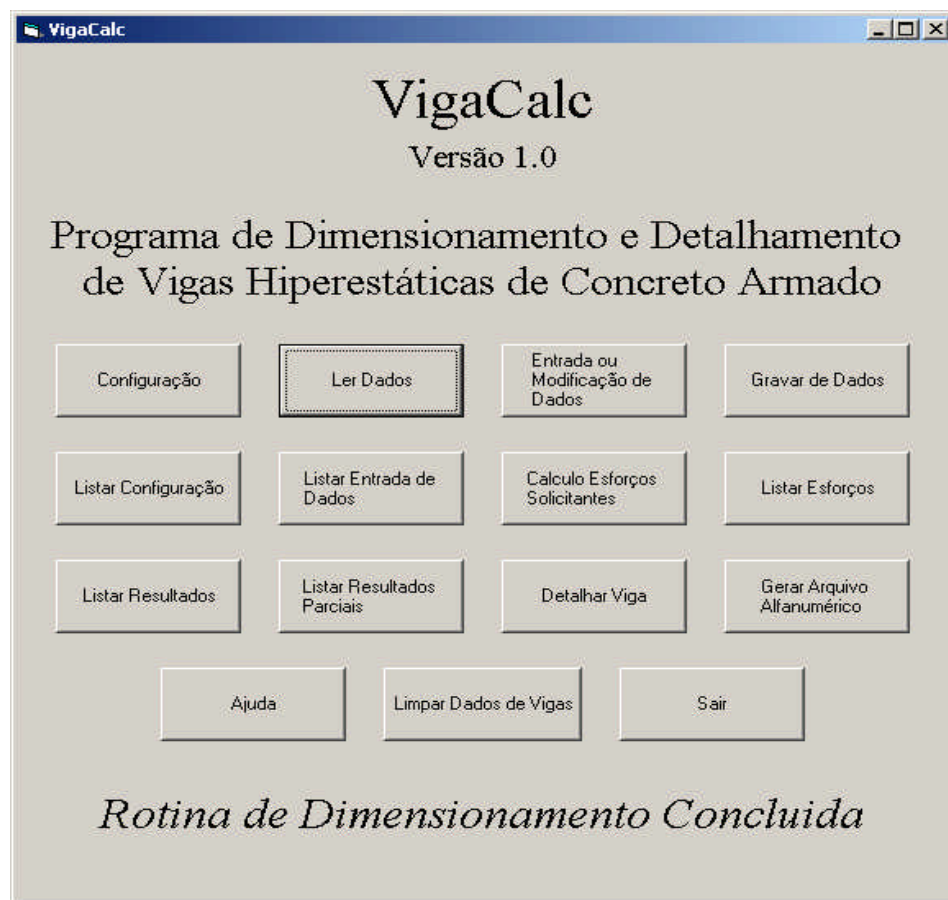 VigaCalc
VigaCalc
Versão 1.0
Programa de Dimensionamento e Detalhamento
de Vigas Hiperestáticas de Concreto Armado
Configuração
Ler Dados
Entrada ou
Modificação de
Dados
Gravar de Dados
Listar Configuração
Listar Entrada de
Dados
Calculo Esforços
Solicitantes
Listar Esforços
Listar Resultados
Listar Resultados
Parciais
Detalhar Viga
Gerar Arquivo
Alfanumérico
Ajuda
Limpar Dados de Vigas
Sair
Rotina de Dimensionamento Concluida